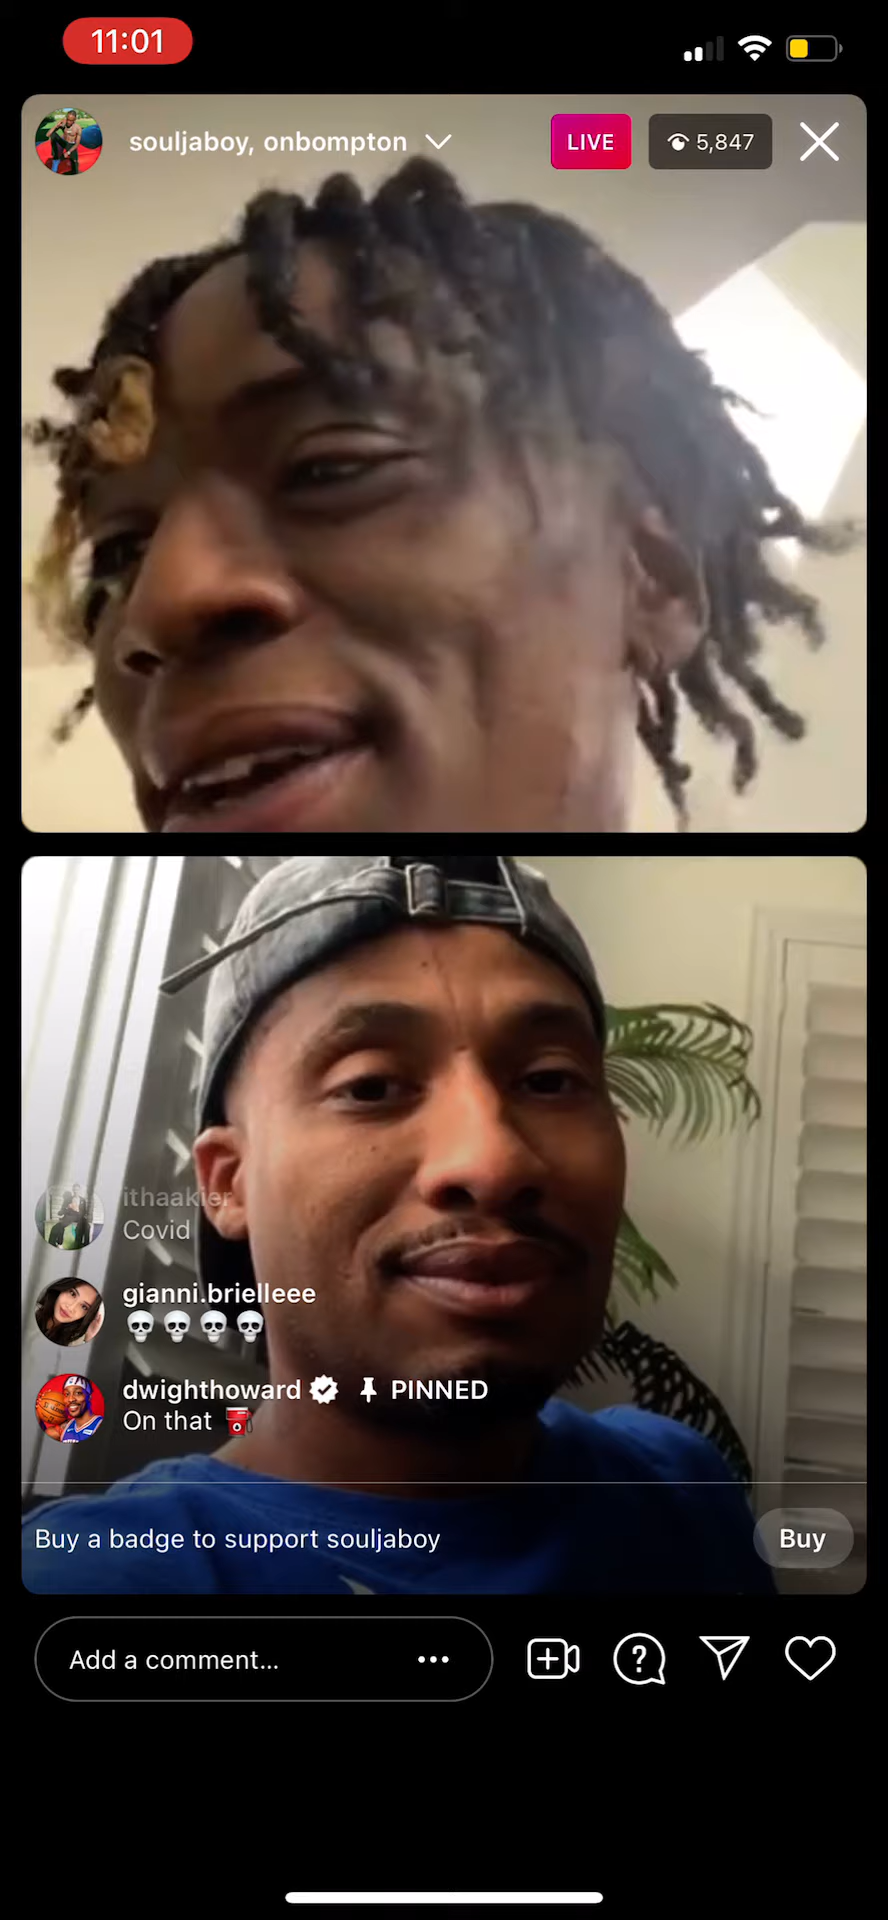 11:01
souljaboy, onbompton
LIVE
5,847
ithaakier
Covid
gianni.brielleee
💀💀💀💀
dwighthoward PINNED
On that ⛽
Buy a badge to support souljaboy
Buy
Add a comment...